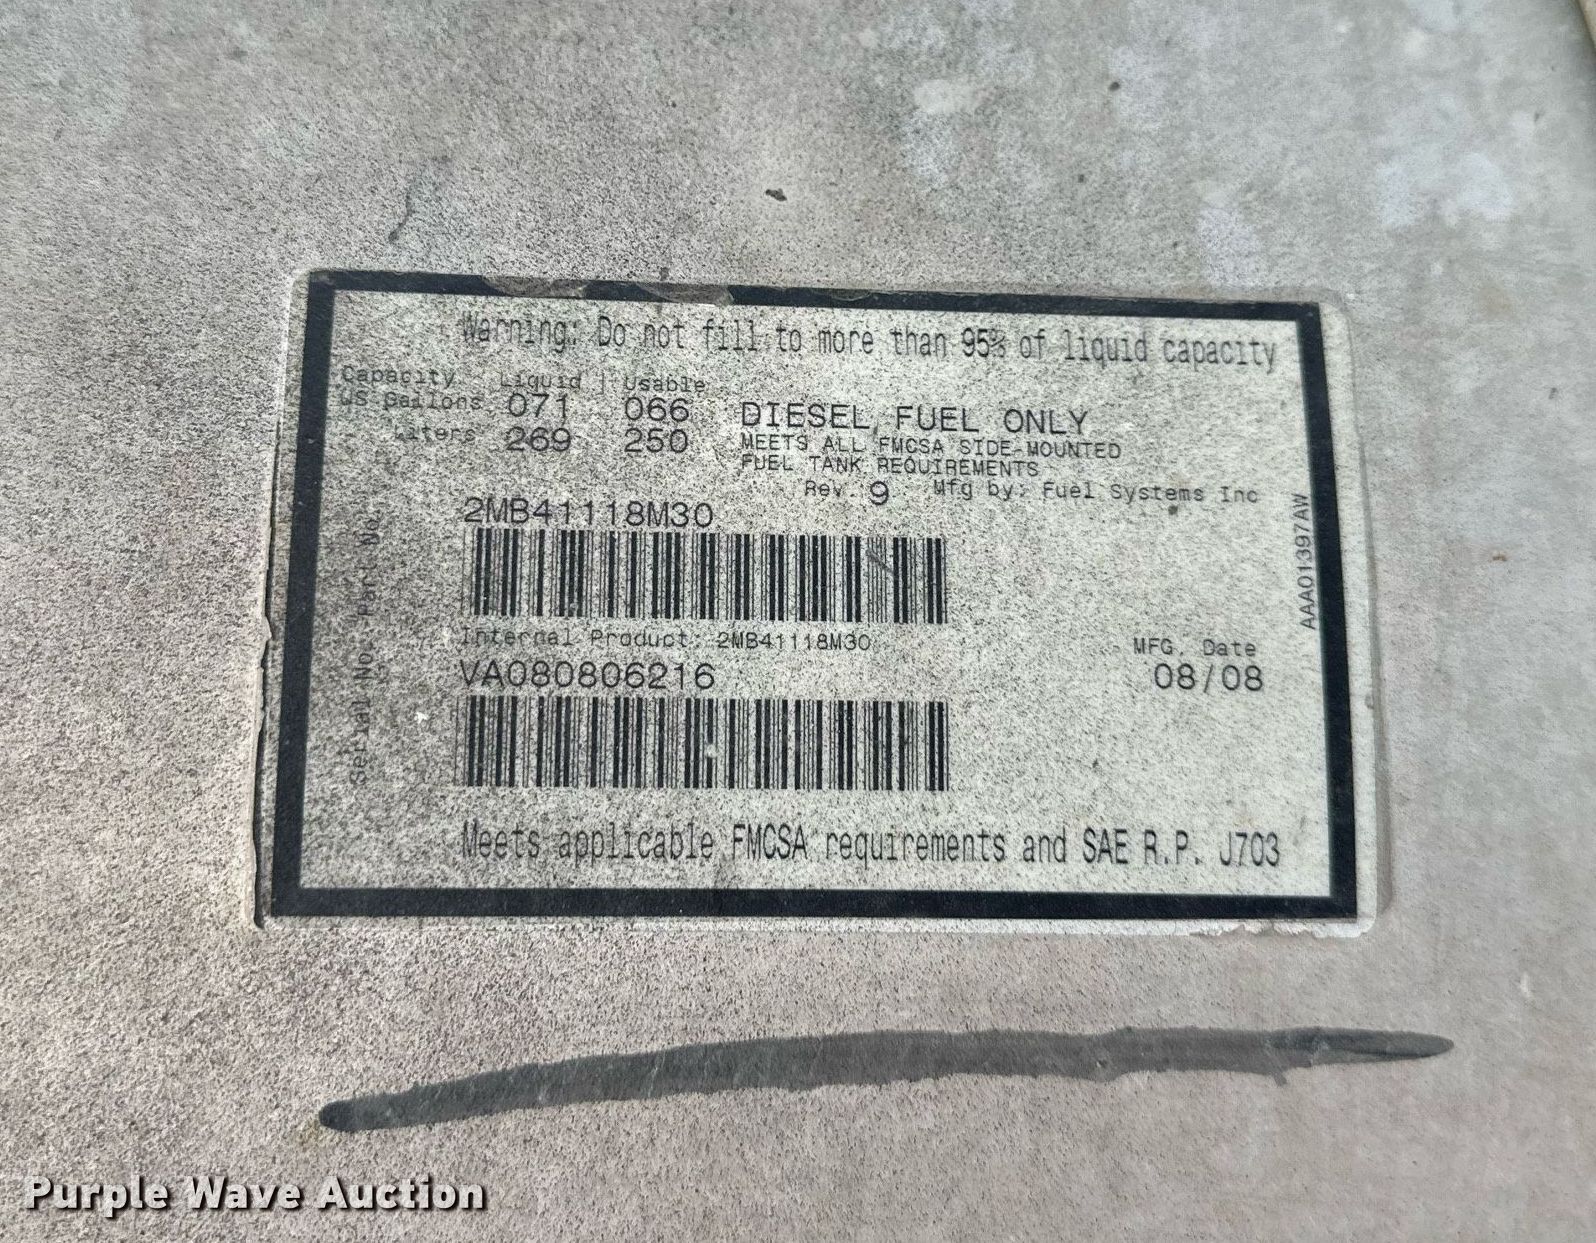 Warning: Do not fill to more than 95% of liquid capacity
Capacity Liquid | Usable
US Gallons 071 066
Liters 269 250
DIESEL FUEL ONLY
MEETS ALL FMCSA SIDE-MOUNTED
FUEL TANK REQUIREMENTS
Rev. 9 Mfg by: Fuel Systems Inc
Part No.
2MB41118M30
Internal Product: 2MB41118M30
Serial No.
VA080806216
MFG. Date
08/08
AAA01397AW
Meets applicable FMCSA requirements and SAE R.P. J703
Purple Wave Auction